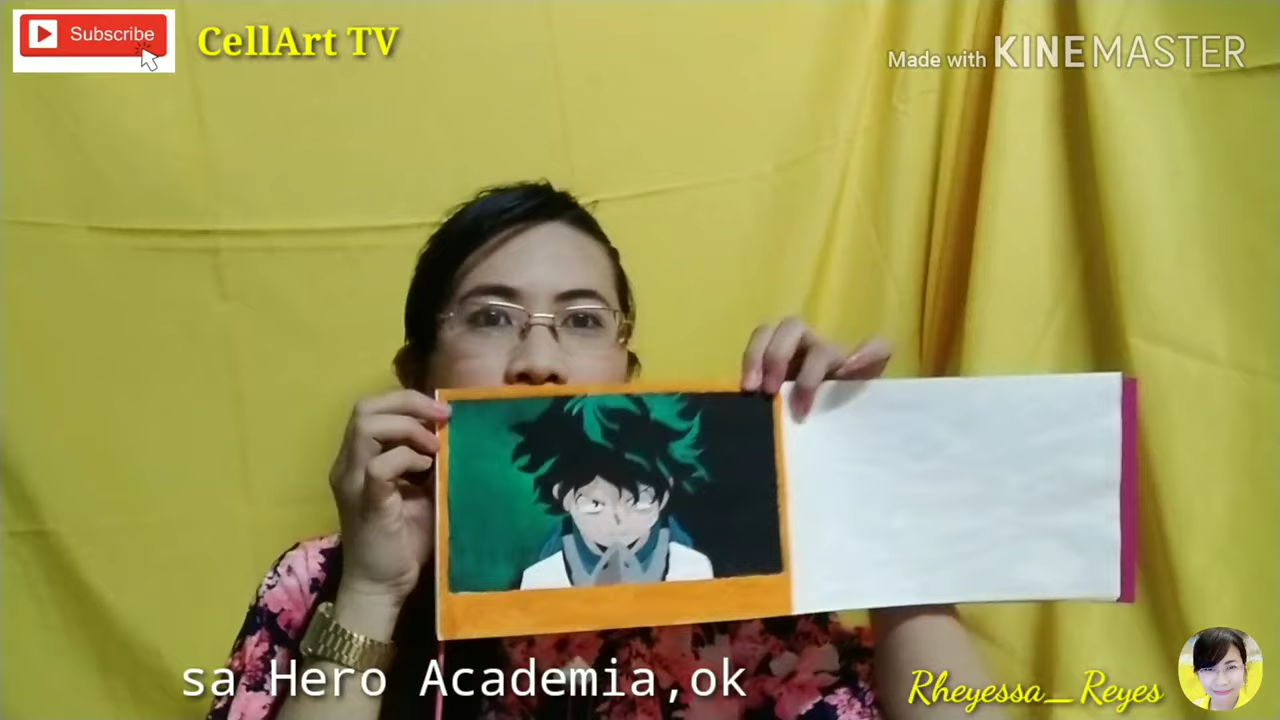 Subscribe
CellArt TV
Made with KINEMASTER
sa Hero Academia,ok
Rheyessa_Reyes